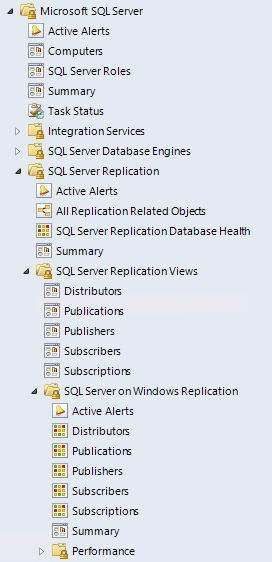 Microsoft SQL Server
Active Alerts
Computers
SQL Server Roles
Summary
Task Status
Integration Services
SQL Server Database Engines
SQL Server Replication
Active Alerts
All Replication Related Objects
SQL Server Replication Database Health
Summary
SQL Server Replication Views
Distributors
Publications
Publishers
Subscribers
Subscriptions
SQL Server on Windows Replication
Active Alerts
Distributors
Publications
Publishers
Subscribers
Subscriptions
Summary
Performance